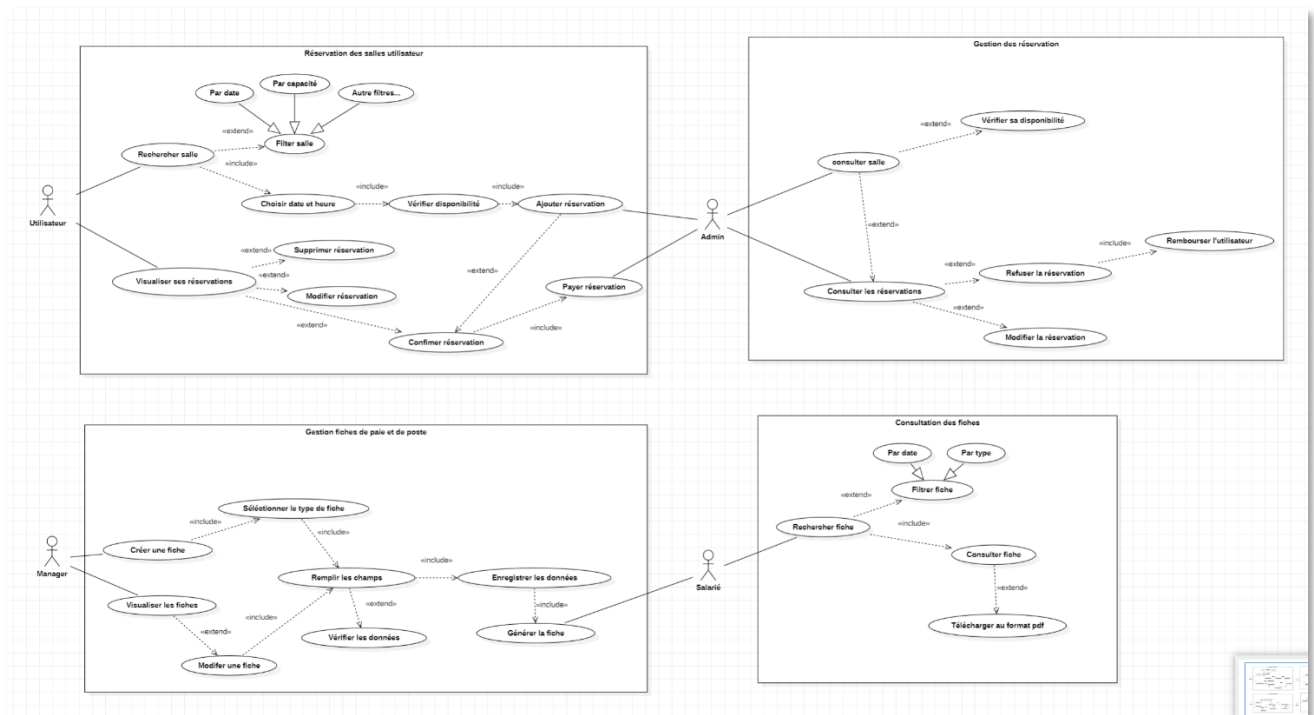 Réservation des salles utilisateur
Par date
Par capacité
Autre filtres...
«extend»
Filter salle
Rechercher salle
«include»
Choisir date et heure
«include»
Vérifier disponibilité
«include»
Ajouter réservation
Utilisateur
«extend»
Supprimer réservation
Visualiser ses réservations
«extend»
Modifier réservation
«extend»
«extend»
Payer réservation
«include»
Confimer réservation
Admin
Gestion des réservation
«extend»
Vérifier sa disponibilité
consulter salle
«extend»
Consulter les réservations
«extend»
Refuser la réservation
«include»
Rembourser l'utilisateur
«extend»
Modifier la réservation
Gestion fiches de paie et de poste
Séléctionner le type de fiche
«include»
Créer une fiche
«include»
Manager
Remplir les champs
«include»
Enregistrer les données
Visualiser les fiches
«extend»
«include»
«extend»
Vérifier les données
«include»
Générer la fiche
Modifer une fiche
Salarié
Consultation des fiches
Par date
Par type
Filtrer fiche
«extend»
Rechercher fiche
«include»
Consulter fiche
«extend»
Télécharger au format pdf